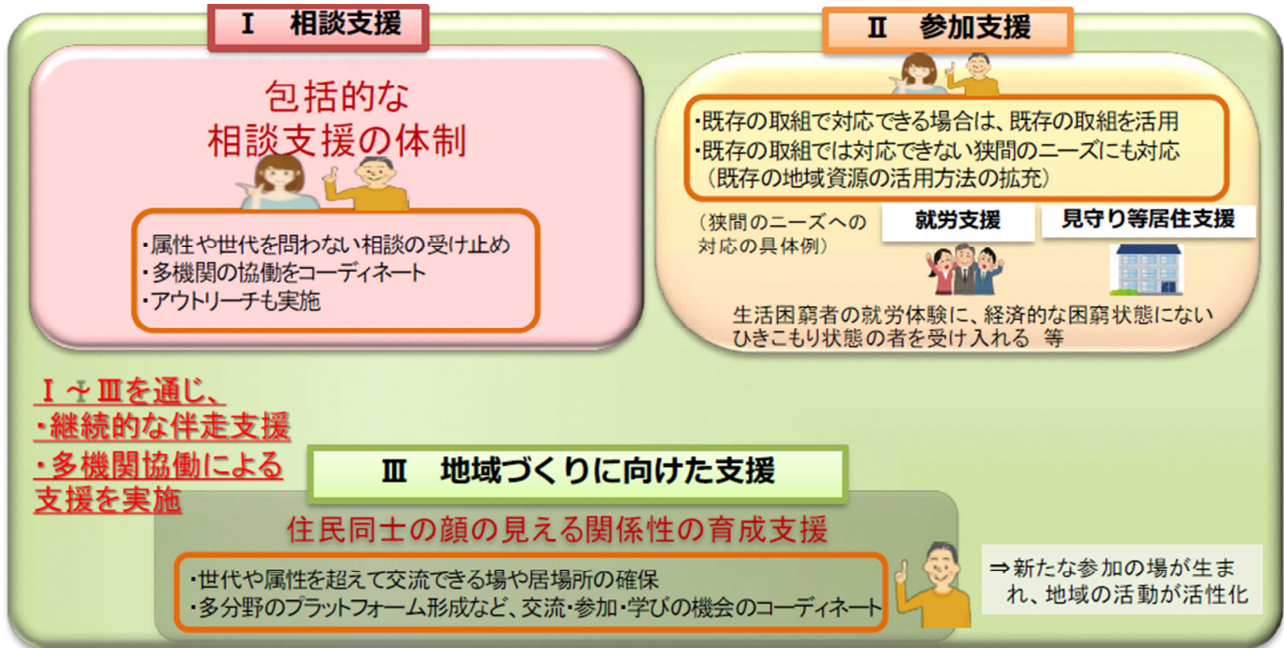 Ⅰ 相談支援
包括的な
相談支援の体制
・属性や世代を問わない相談の受け止め
・多機関の協働をコーディネート
・アウトリーチも実施
Ⅱ 参加支援
・既存の取組で対応できる場合は、既存の取組を活用
・既存の取組では対応できない狭間のニーズにも対応
（既存の地域資源の活用方法の拡充）
（狭間のニーズへの
対応の具体例）
就労支援
見守り等居住支援
生活困窮者の就労体験に、経済的な困窮状態にない
ひきこもり状態の者を受け入れる 等
Ⅰ～Ⅲを通じ、
・継続的な伴走支援
・多機関協働による
支援を実施
Ⅲ 地域づくりに向けた支援
住民同士の顔の見える関係性の育成支援
・世代や属性を超えて交流できる場や居場所の確保
・多分野のプラットフォーム形成など、交流・参加・学びの機会のコーディネート
⇒新たな参加の場が生ま
れ、地域の活動が活性化